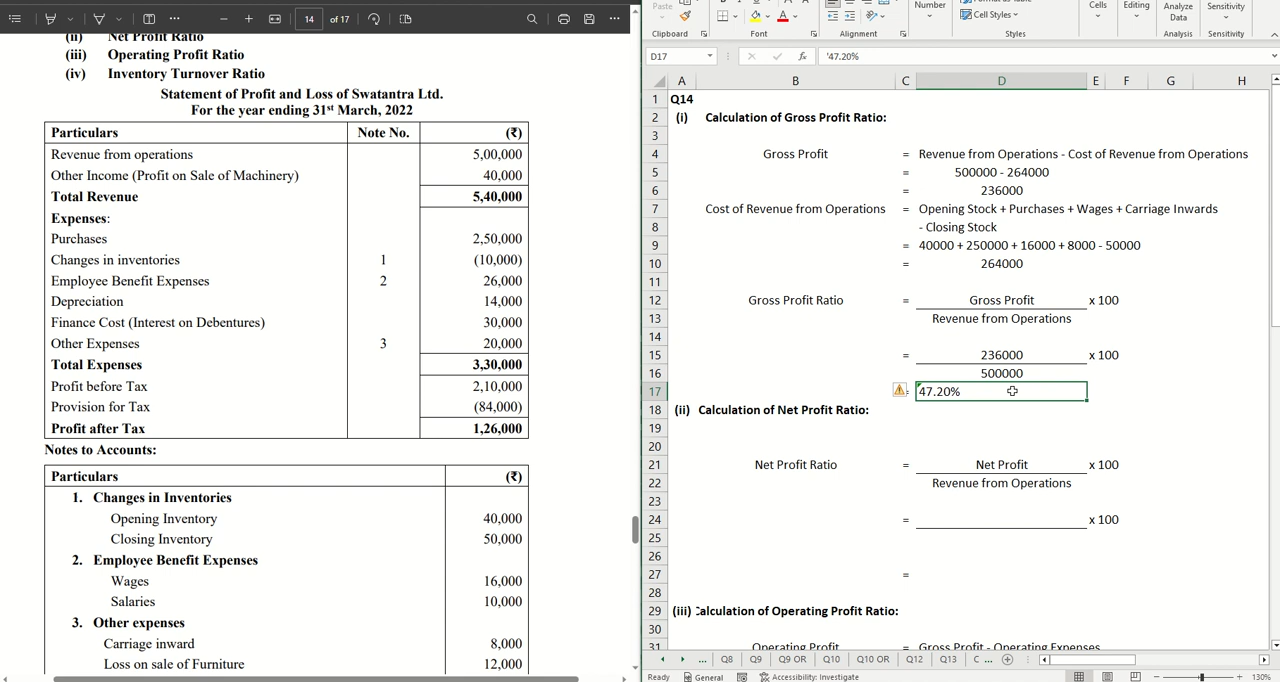 14 of 17
(ii) Net Profit Ratio
(iii) Operating Profit Ratio
(iv) Inventory Turnover Ratio
Statement of Profit and Loss of Swatantra Ltd.
For the year ending 31st March, 2022
Particulars Note No. (₹)
Revenue from operations 5,00,000
Other Income (Profit on Sale of Machinery) 40,000
Total Revenue 5,40,000
Expenses:
Purchases 2,50,000
Changes in inventories 1 (10,000)
Employee Benefit Expenses 2 26,000
Depreciation 14,000
Finance Cost (Interest on Debentures) 30,000
Other Expenses 3 20,000
Total Expenses 3,30,000
Profit before Tax 2,10,000
Provision for Tax (84,000)
Profit after Tax 1,26,000
Notes to Accounts:
Particulars (₹)
1. Changes in Inventories
Opening Inventory 40,000
Closing Inventory 50,000
2. Employee Benefit Expenses
Wages 16,000
Salaries 10,000
3. Other expenses
Carriage inward 8,000
Loss on sale of Furniture 12,000
Paste Number Cells Editing Analyze Data Sensitivity
Cell Styles
Clipboard Font Alignment Styles Analysis Sensitivity
D17 fx '47.20%
A B C D E F G H
1 Q14
2 (i) Calculation of Gross Profit Ratio:
3
4 Gross Profit = Revenue from Operations - Cost of Revenue from Operations
5 = 500000 - 264000
6 = 236000
7 Cost of Revenue from Operations = Opening Stock + Purchases + Wages + Carriage Inwards
8 - Closing Stock
9 = 40000 + 250000 + 16000 + 8000 - 50000
10 = 264000
11
12 Gross Profit Ratio = Gross Profit x 100
13 Revenue from Operations
14
15 = 236000 x 100
16 500000
17 = 47.20%
18 (ii) Calculation of Net Profit Ratio:
19
20
21 Net Profit Ratio = Net Profit x 100
22 Revenue from Operations
23
24 = x 100
25
26
27 =
28
29 (iii) Calculation of Operating Profit Ratio:
30
31 Operating Profit = Gross Profit - Operating Expenses
... Q8 Q9 Q9 OR Q10 Q10 OR Q12 Q13 C ...
Ready General Accessibility: Investigate 130%